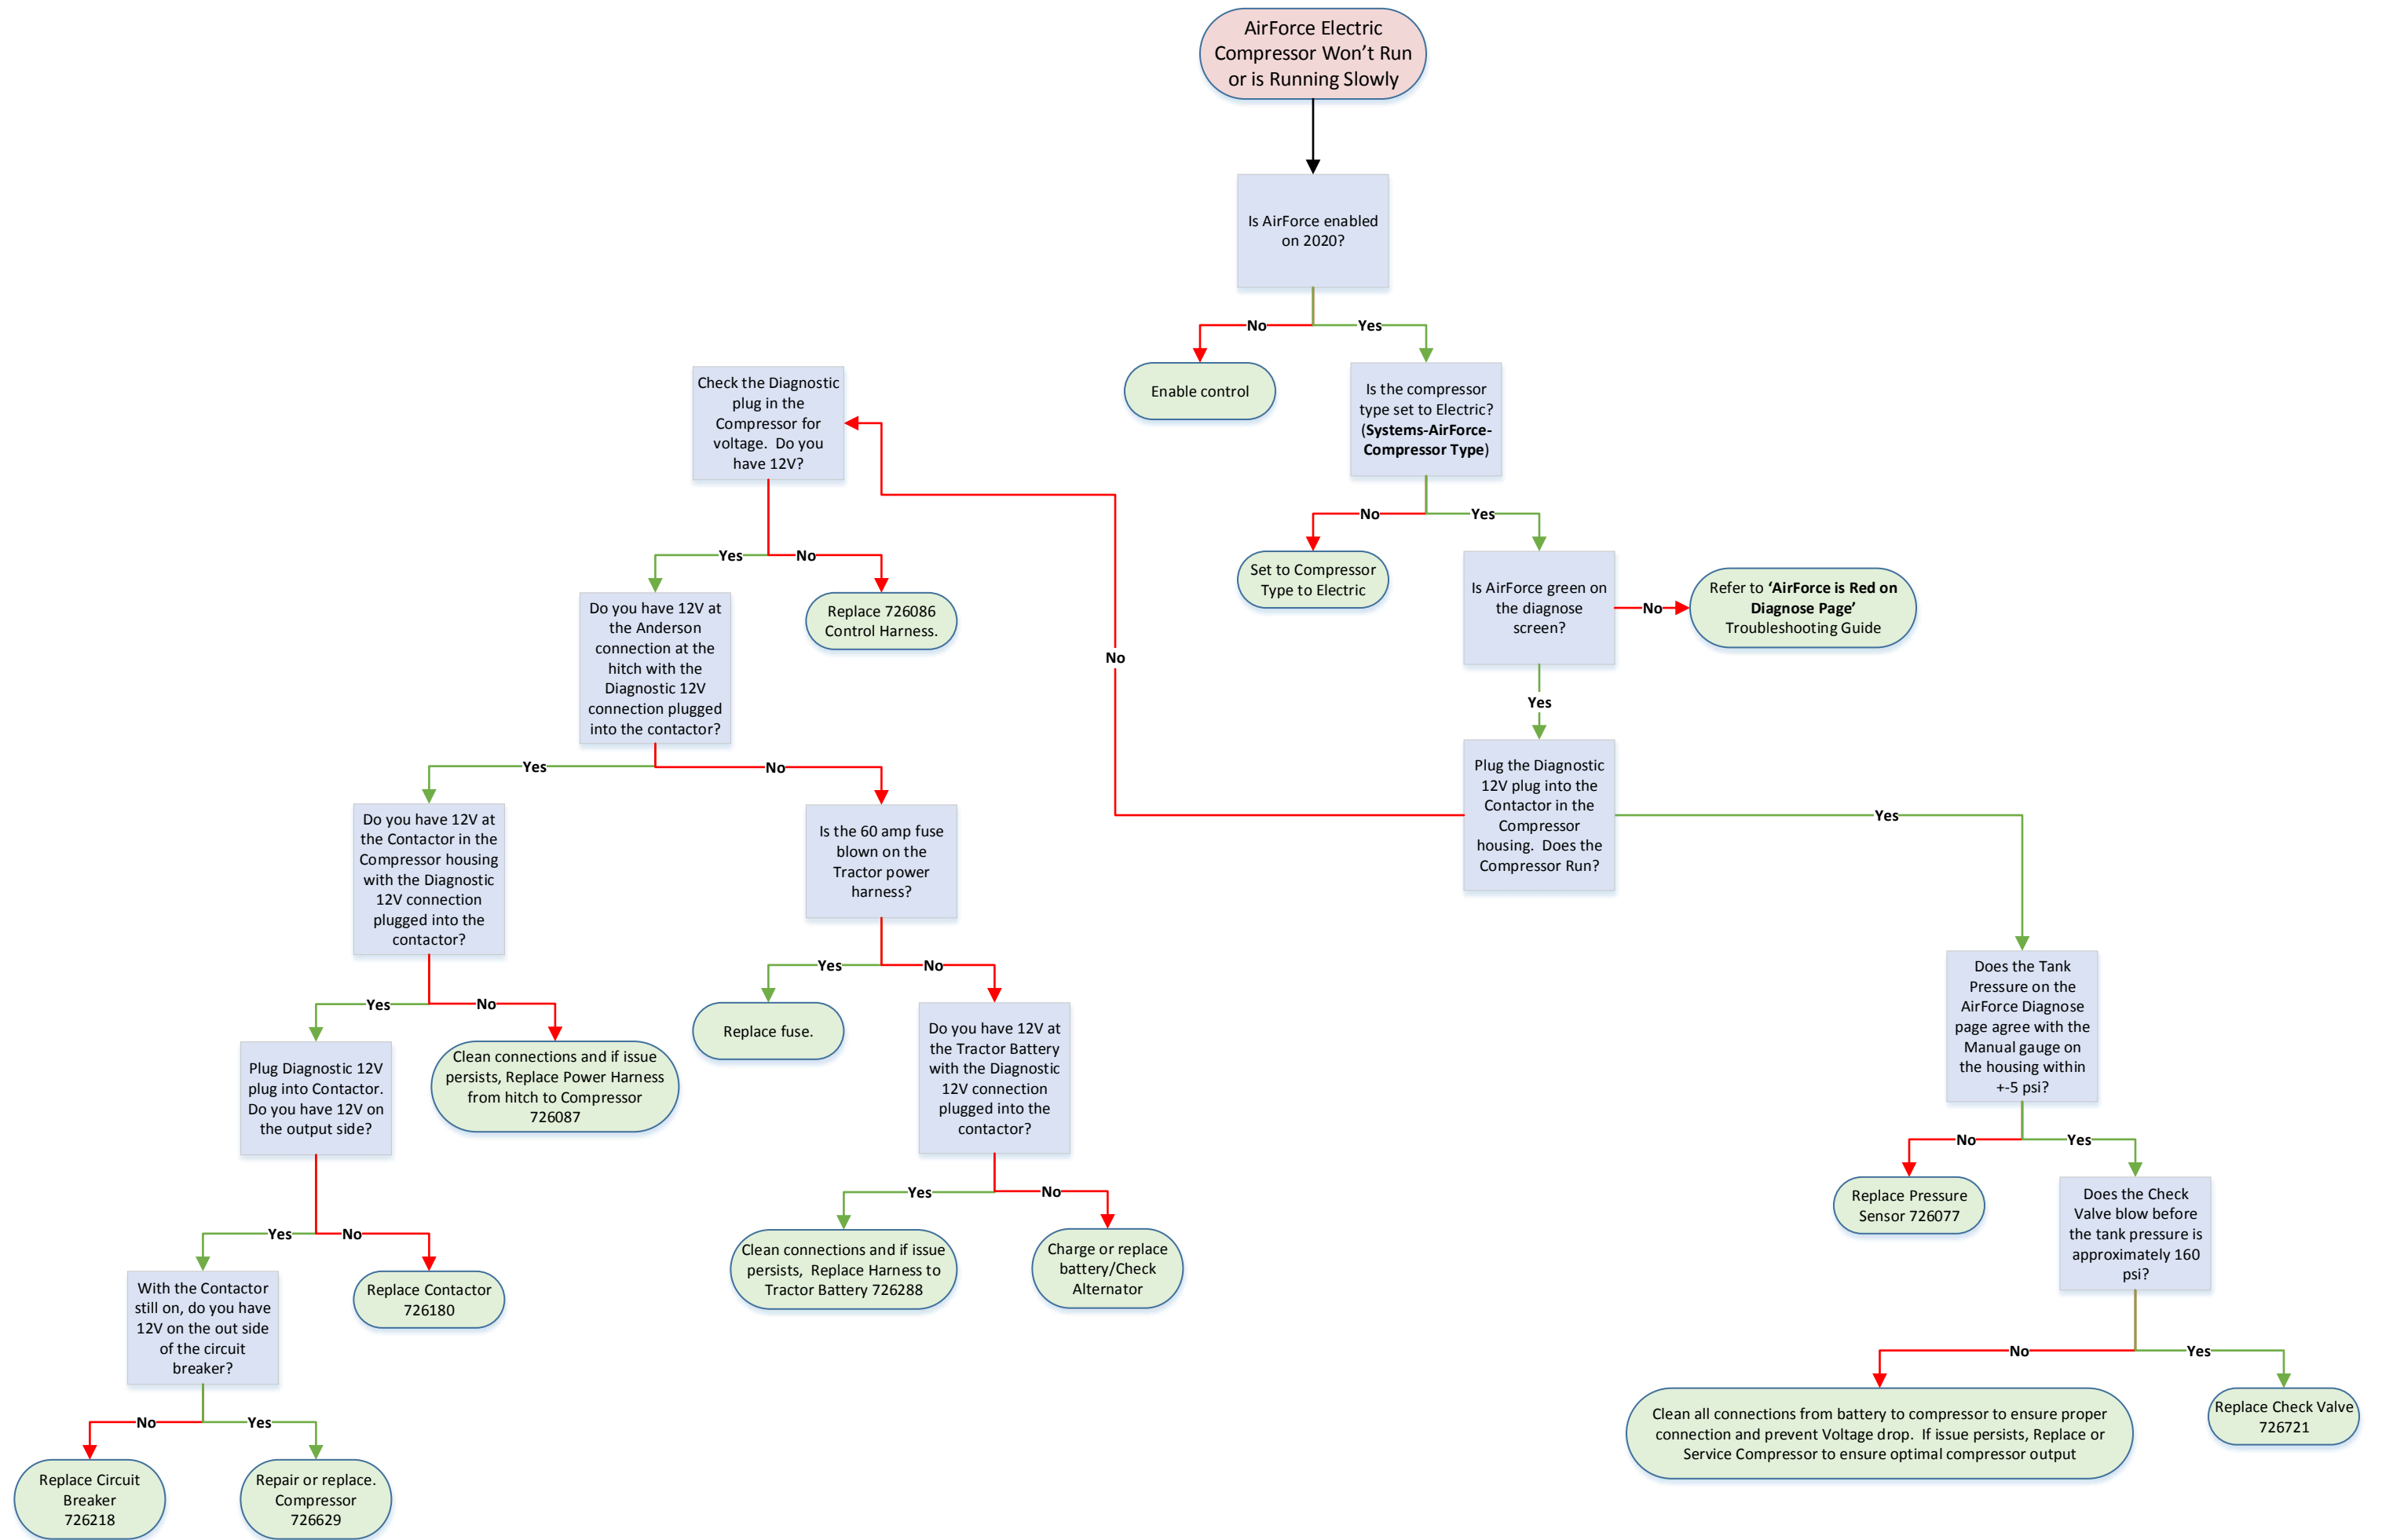 AirForce Electric
Compressor Won't Run
or is Running Slowly
Is AirForce enabled
on 2020?
No
Yes
Enable control
Is the compressor
type set to Electric?
(Systems-AirForce-
Compressor Type)
No
Yes
Set to Compressor
Type to Electric
Is AirForce green on
the diagnose
screen?
No
Refer to ‘AirForce is Red on
Diagnose Page’
Troubleshooting Guide
Yes
Plug the Diagnostic
12V plug into the
Contactor in the
Compressor
housing.  Does the
Compressor Run?
No
Yes
Check the Diagnostic
plug in the
Compressor for
voltage.  Do you
have 12V?
Yes
No
Replace 726086
Control Harness.
Do you have 12V at
the Anderson
connection at the
hitch with the
Diagnostic 12V
connection plugged
into the contactor?
Yes
No
Do you have 12V at
the Contactor in the
Compressor housing
with the Diagnostic
12V connection
plugged into the
contactor?
Yes
No
Clean connections and if issue
persists, Replace Power Harness
from hitch to Compressor
726087
Plug Diagnostic 12V
plug into Contactor.
Do you have 12V on
the output side?
Yes
No
Replace Contactor
726180
With the Contactor
still on, do you have
12V on the out side
of the circuit
breaker?
No
Yes
Replace Circuit
Breaker
726218
Repair or replace.
Compressor
726629
Is the 60 amp fuse
blown on the
Tractor power
harness?
Yes
No
Replace fuse.
Do you have 12V at
the Tractor Battery
with the Diagnostic
12V connection
plugged into the
contactor?
Yes
No
Clean connections and if issue
persists,  Replace Harness to
Tractor Battery 726288
Charge or replace
battery/Check
Alternator
Does the Tank
Pressure on the
AirForce Diagnose
page agree with the
Manual gauge on
the housing within
+-5 psi?
No
Yes
Replace Pressure
Sensor 726077
Does the Check
Valve blow before
the tank pressure is
approximately 160
psi?
No
Yes
Clean all connections from battery to compressor to ensure proper
connection and prevent Voltage drop.  If issue persists, Replace or
Service Compressor to ensure optimal compressor output
Replace Check Valve
726721